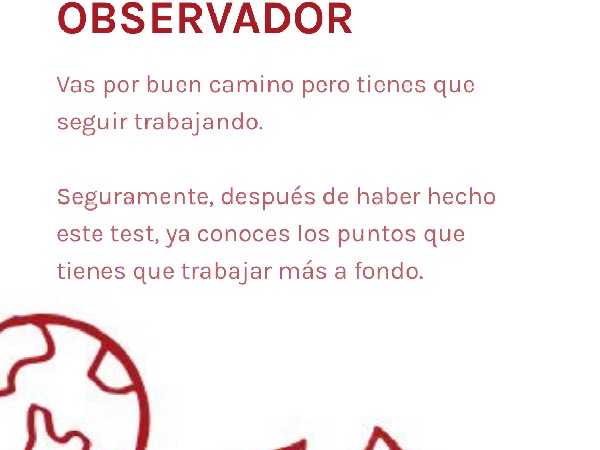 OBSERVADOR
Vas por buen camino pero tienes que
seguir trabajando.
Seguramente, después de haber hecho
este test, ya conoces los puntos que
tienes que trabajar más a fondo.